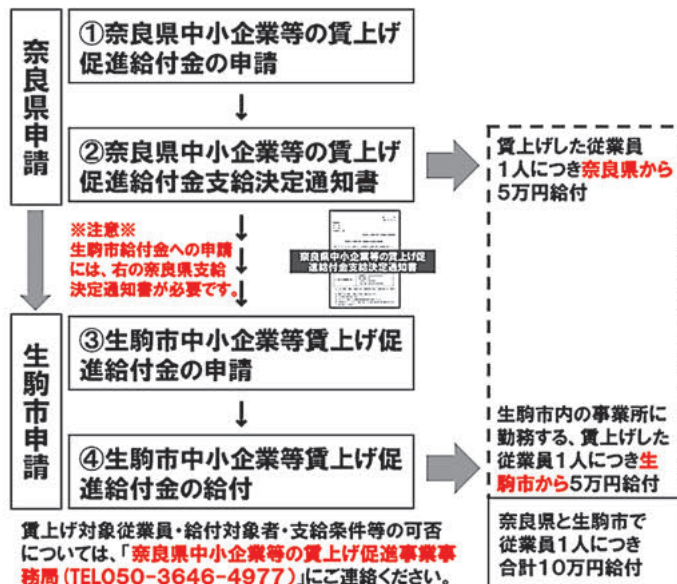 奈良県申請
①奈良県中小企業等の賃上げ
促進給付金の申請
↓
②奈良県中小企業等の賃上げ
促進給付金支給決定通知書
賃上げした従業員
1人につき奈良県から
5万円給付
↓
※注意※
生駒市給付金への申請
には、右の奈良県支給
決定通知書が必要です。
↓
↓
奈良県中小企業等の賃上げ促
進給付金支給決定通知書
生駒市申請
③生駒市中小企業等賃上げ促
進給付金の申請
↓
④生駒市中小企業等賃上げ促
進給付金の給付
生駒市内の事業所に
勤務する、賃上げした
従業員1人につき生
駒市から5万円給付
奈良県と生駒市で
従業員1人につき
合計10万円給付
賃上げ対象従業員・給付対象者・支給条件等の可否
については、「奈良県中小企業等の賃上げ促進事業事
務局(TEL050-3646-4977)」にご連絡ください。